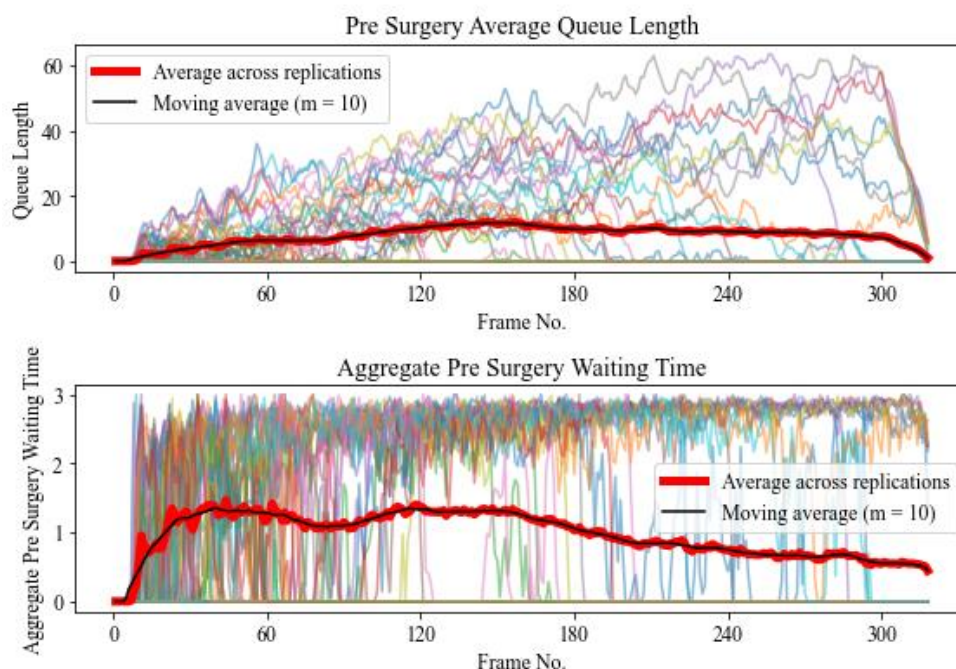 Pre Surgery Average Queue Length
Queue Length
60
40
20
0
Average across replications
Moving average (m = 10)
0 60 120 180 240 300
Frame No.
Aggregate Pre Surgery Waiting Time
Aggregate Pre Surgery Waiting Time
3
2
1
0
Average across replications
Moving average (m = 10)
0 60 120 180 240 300
Frame No.